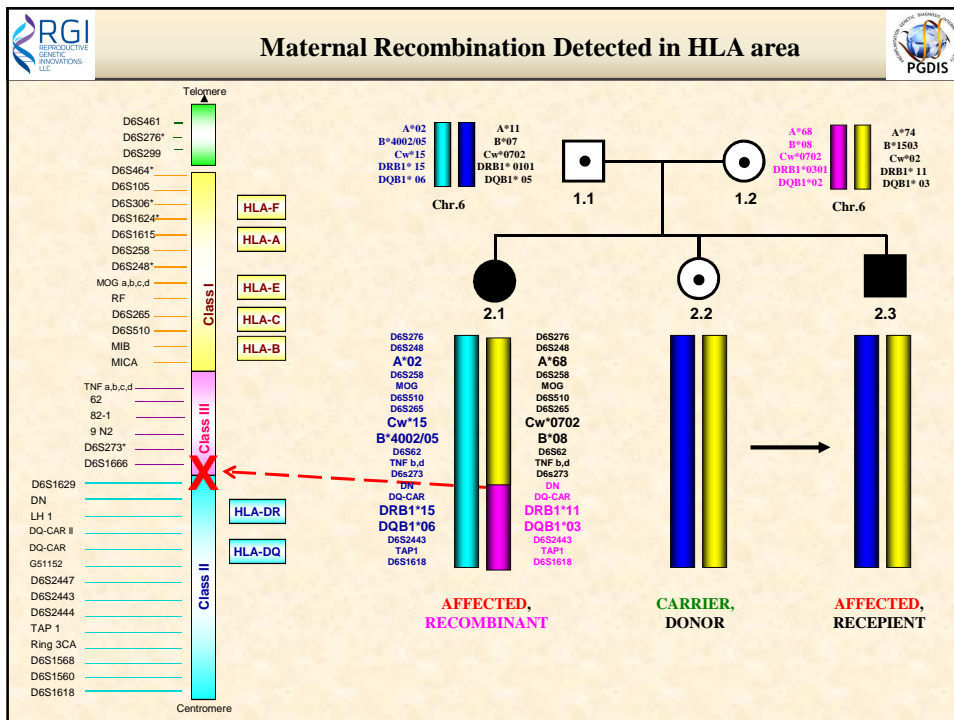 RGI
REPRODUCTIVE
GENETIC
INNOVATIONS
LLC
Maternal Recombination Detected in HLA area
PGDIS
Telomere
D6S461
D6S276*
D6S299
D6S464*
D6S105
D6S306*
D6S1624*
D6S1615
D6S258
D6S248*
MOG a,b,c,d
RF
D6S265
D6S510
MIB
MICA
TNF a,b,c,d
62
82-1
9 N2
D6S273*
D6S1666
D6S1629
DN
LH 1
DQ-CAR II
DQ-CAR
G51152
D6S2447
D6S2443
D6S2444
TAP 1
Ring 3CA
D6S1568
D6S1560
D6S1618
Centromere
Class I
Class III
X
Class II
HLA-F
HLA-A
HLA-E
HLA-C
HLA-B
HLA-DR
HLA-DQ
A*02
B*4002/05
Cw*15
DRB1* 15
DQB1* 06
A*11
B*07
Cw*0702
DRB1* 0101
DQB1* 05
Chr.6
1.1
1.2
A*68
B*08
Cw*0702
DRB1*0301
DQB1*02
A*74
B*1503
Cw*02
DRB1* 11
DQB1* 03
Chr.6
2.1
2.2
2.3
D6S276
D6S248
A*02
D6S258
MOG
D6S510
D6S265
Cw*15
B*4002/05
D6S62
TNF b,d
D6s273
DN
DQ-CAR
DRB1*15
DQB1*06
D6S2443
TAP1
D6S1618
D6S276
D6S248
A*68
D6S258
MOG
D6S510
D6S265
Cw*0702
B*08
D6S62
TNF b,d
D6s273
DN
DQ-CAR
DRB1*11
DQB1*03
D6S2443
TAP1
D6S1618
AFFECTED,
RECOMBINANT
CARRIER,
DONOR
AFFECTED,
RECEPIENT